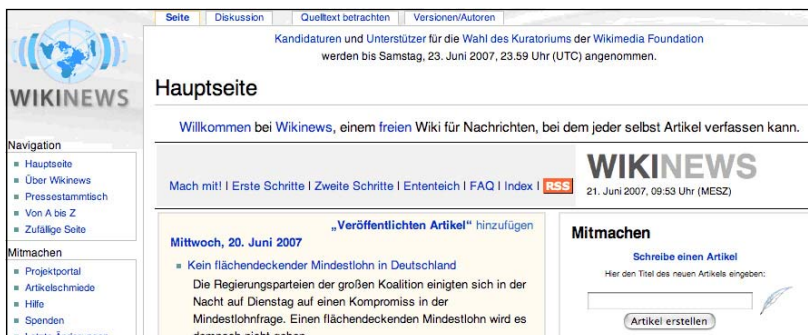 Seite Diskussion Quelltext betrachten Versionen/Autoren
Kandidaturen und Unterstützer für die Wahl des Kuratoriums der Wikimedia Foundation
werden bis Samstag, 23. Juni 2007, 23.59 Uhr (UTC) angenommen.
WIKINEWS
Hauptseite
Willkommen bei Wikinews, einem freien Wiki für Nachrichten, bei dem jeder selbst Artikel verfassen kann.
Navigation
Hauptseite
Über Wikinews
Pressestammtisch
Von A bis Z
Zufällige Seite
Mitmachen
Projektportal
Artikelschmiede
Hilfe
Spenden
Letzte Änderungen
Mach mit! | Erste Schritte | Zweite Schritte | Ententeich | FAQ | Index | RSS
WIKINEWS
21. Juni 2007, 09:53 Uhr (MESZ)
„Veröffentlichten Artikel“ hinzufügen
Mittwoch, 20. Juni 2007
Kein flächendeckender Mindestlohn in Deutschland
Die Regierungsparteien der großen Koalition einigten sich in der
Nacht auf Dienstag auf einen Kompromiss in der
Mindestlohnfrage. Einen flächendeckenden Mindestlohn wird es
demnach nicht geben
Mitmachen
Schreibe einen Artikel
Hier den Titel des neuen Artikels eingeben:
Artikel erstellen